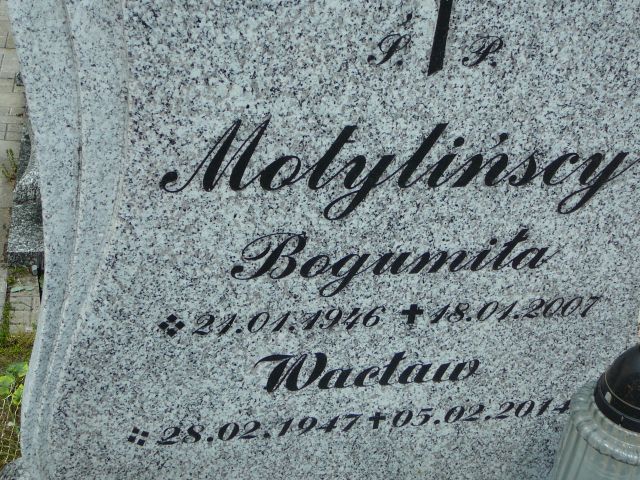 Ś. P.
Motylińscy
Bogumiła
21.01.1946 18.01.2007
Wacław
28.02.1947 05.02.2014